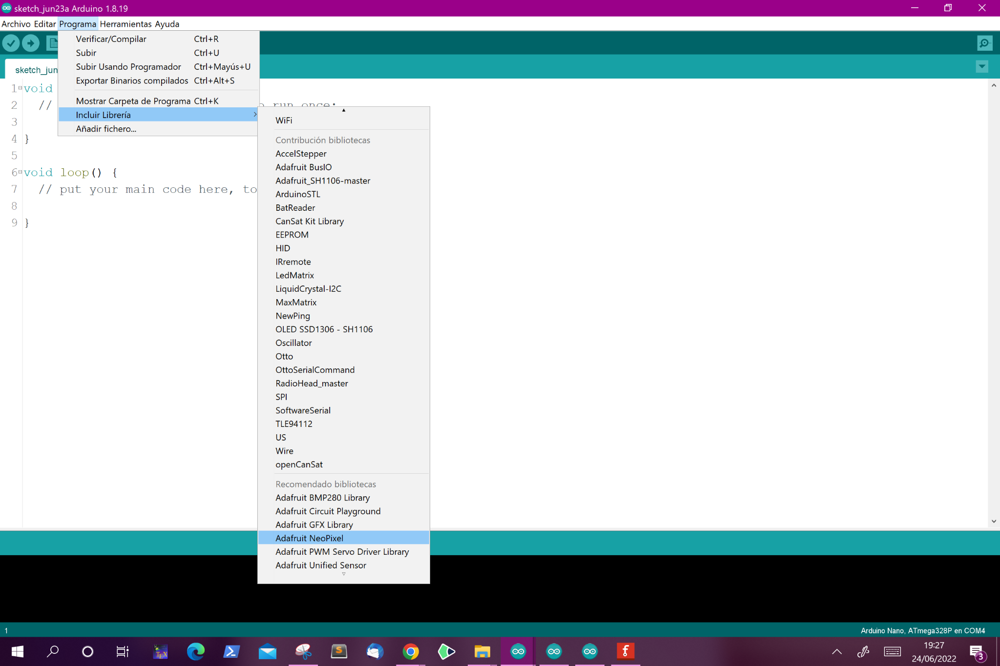 sketch_jun23a Arduino 1.8.19
Archivo Editar Programa Herramientas Ayuda
Verificar/Compilar Ctrl+R
Subir Ctrl+U
Subir Usando Programador Ctrl+Mayús+U
Exportar Binarios compilados Ctrl+Alt+S
Mostrar Carpeta de Programa Ctrl+K
Incluir Librería
Añadir fichero...
sketch_jun
1 void
2 // run once:
3
4 }
5
6 void loop() {
7 // put your main code here, to
8
9 }
WiFi
Contribución bibliotecas
AccelStepper
Adafruit BusIO
Adafruit_SH1106-master
ArduinoSTL
BatReader
CanSat Kit Library
EEPROM
HID
IRremote
LedMatrix
LiquidCrystal-I2C
MaxMatrix
NewPing
OLED SSD1306 - SH1106
Oscillator
Otto
OttoSerialCommand
RadioHead_master
SPI
SoftwareSerial
TLE94112
US
Wire
openCanSat
Recomendado bibliotecas
Adafruit BMP280 Library
Adafruit Circuit Playground
Adafruit GFX Library
Adafruit NeoPixel
Adafruit PWM Servo Driver Library
Adafruit Unified Sensor
1
Arduino Nano, ATmega328P en COM4
TEX
S
f
19:27
24/06/2022
3